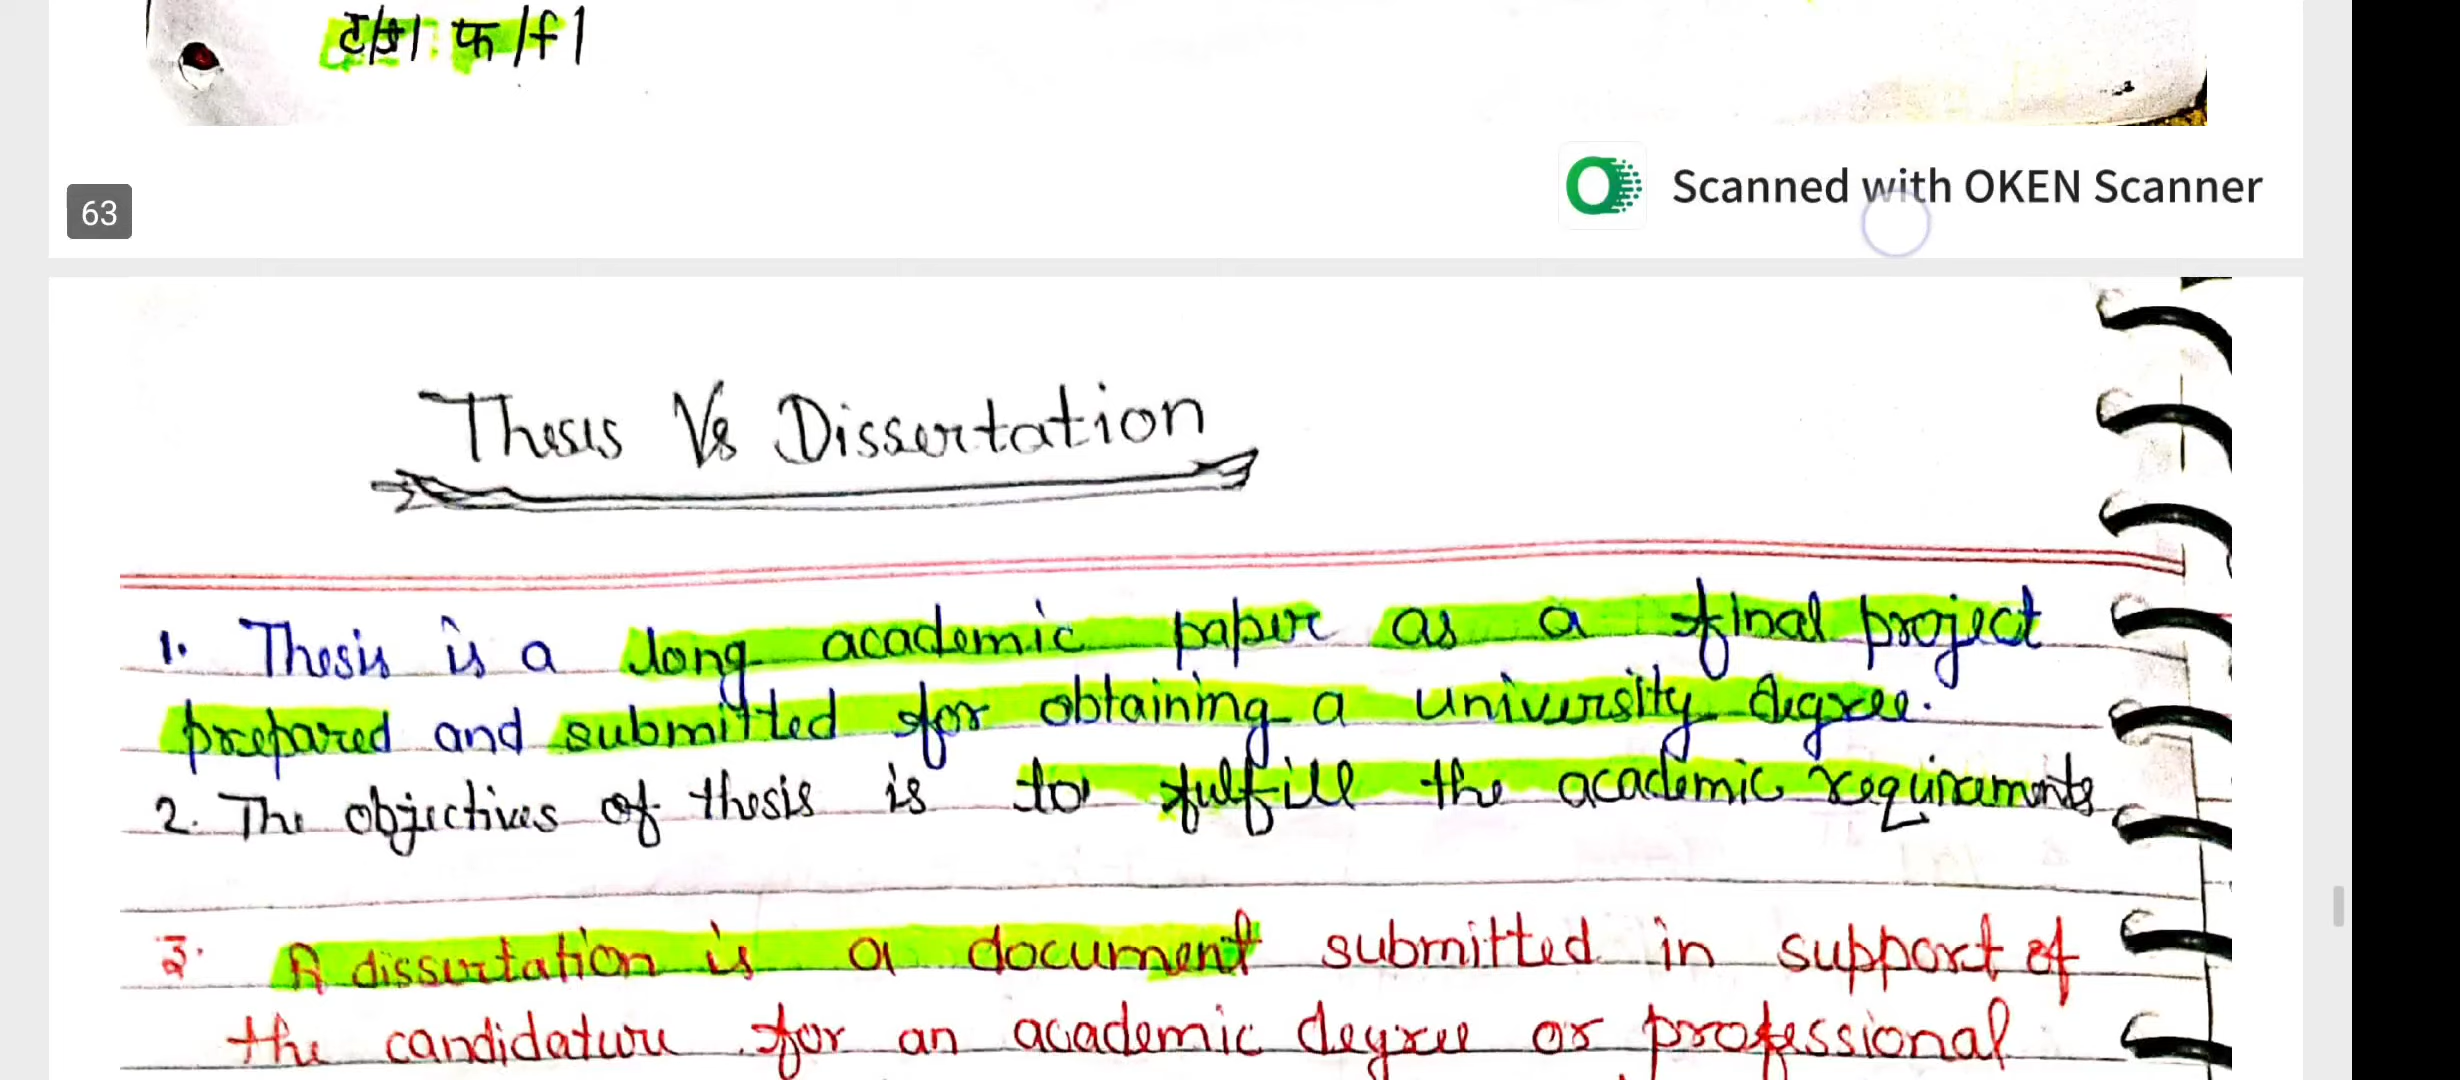 फ /f/
Scanned with OKEN Scanner
63
Thesis Vs Dissertation
1. Thesis is a long academic paper as a final project
prepared and submitted for obtaining a university degree.
2. The objectives of thesis is to fulfill the academic requirements
3. A dissertation is a document submitted in support of
the candidature for an academic degree or professional